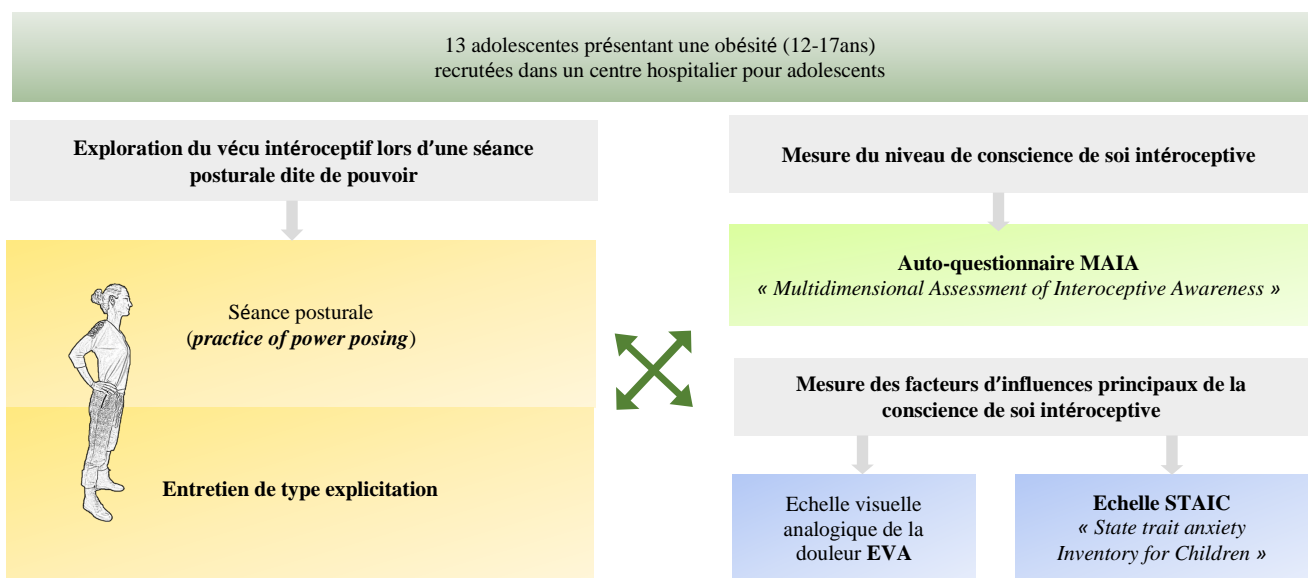 13 adolescentes présentant une obésité (12-17ans)
recrutées dans un centre hospitalier pour adolescents
Exploration du vécu intéroceptif lors d'une séance
posturale dite de pouvoir
Séance posturale
(practice of power posing)
Entretien de type explicitation
Mesure du niveau de conscience de soi intéroceptive
Auto-questionnaire MAIA
« Multidimensional Assessment of Interoceptive Awareness »
Mesure des facteurs d'influences principaux de la
conscience de soi intéroceptive
Echelle visuelle
analogique de la
douleur EVA
Echelle STAIC
« State trait anxiety
Inventory for Children »